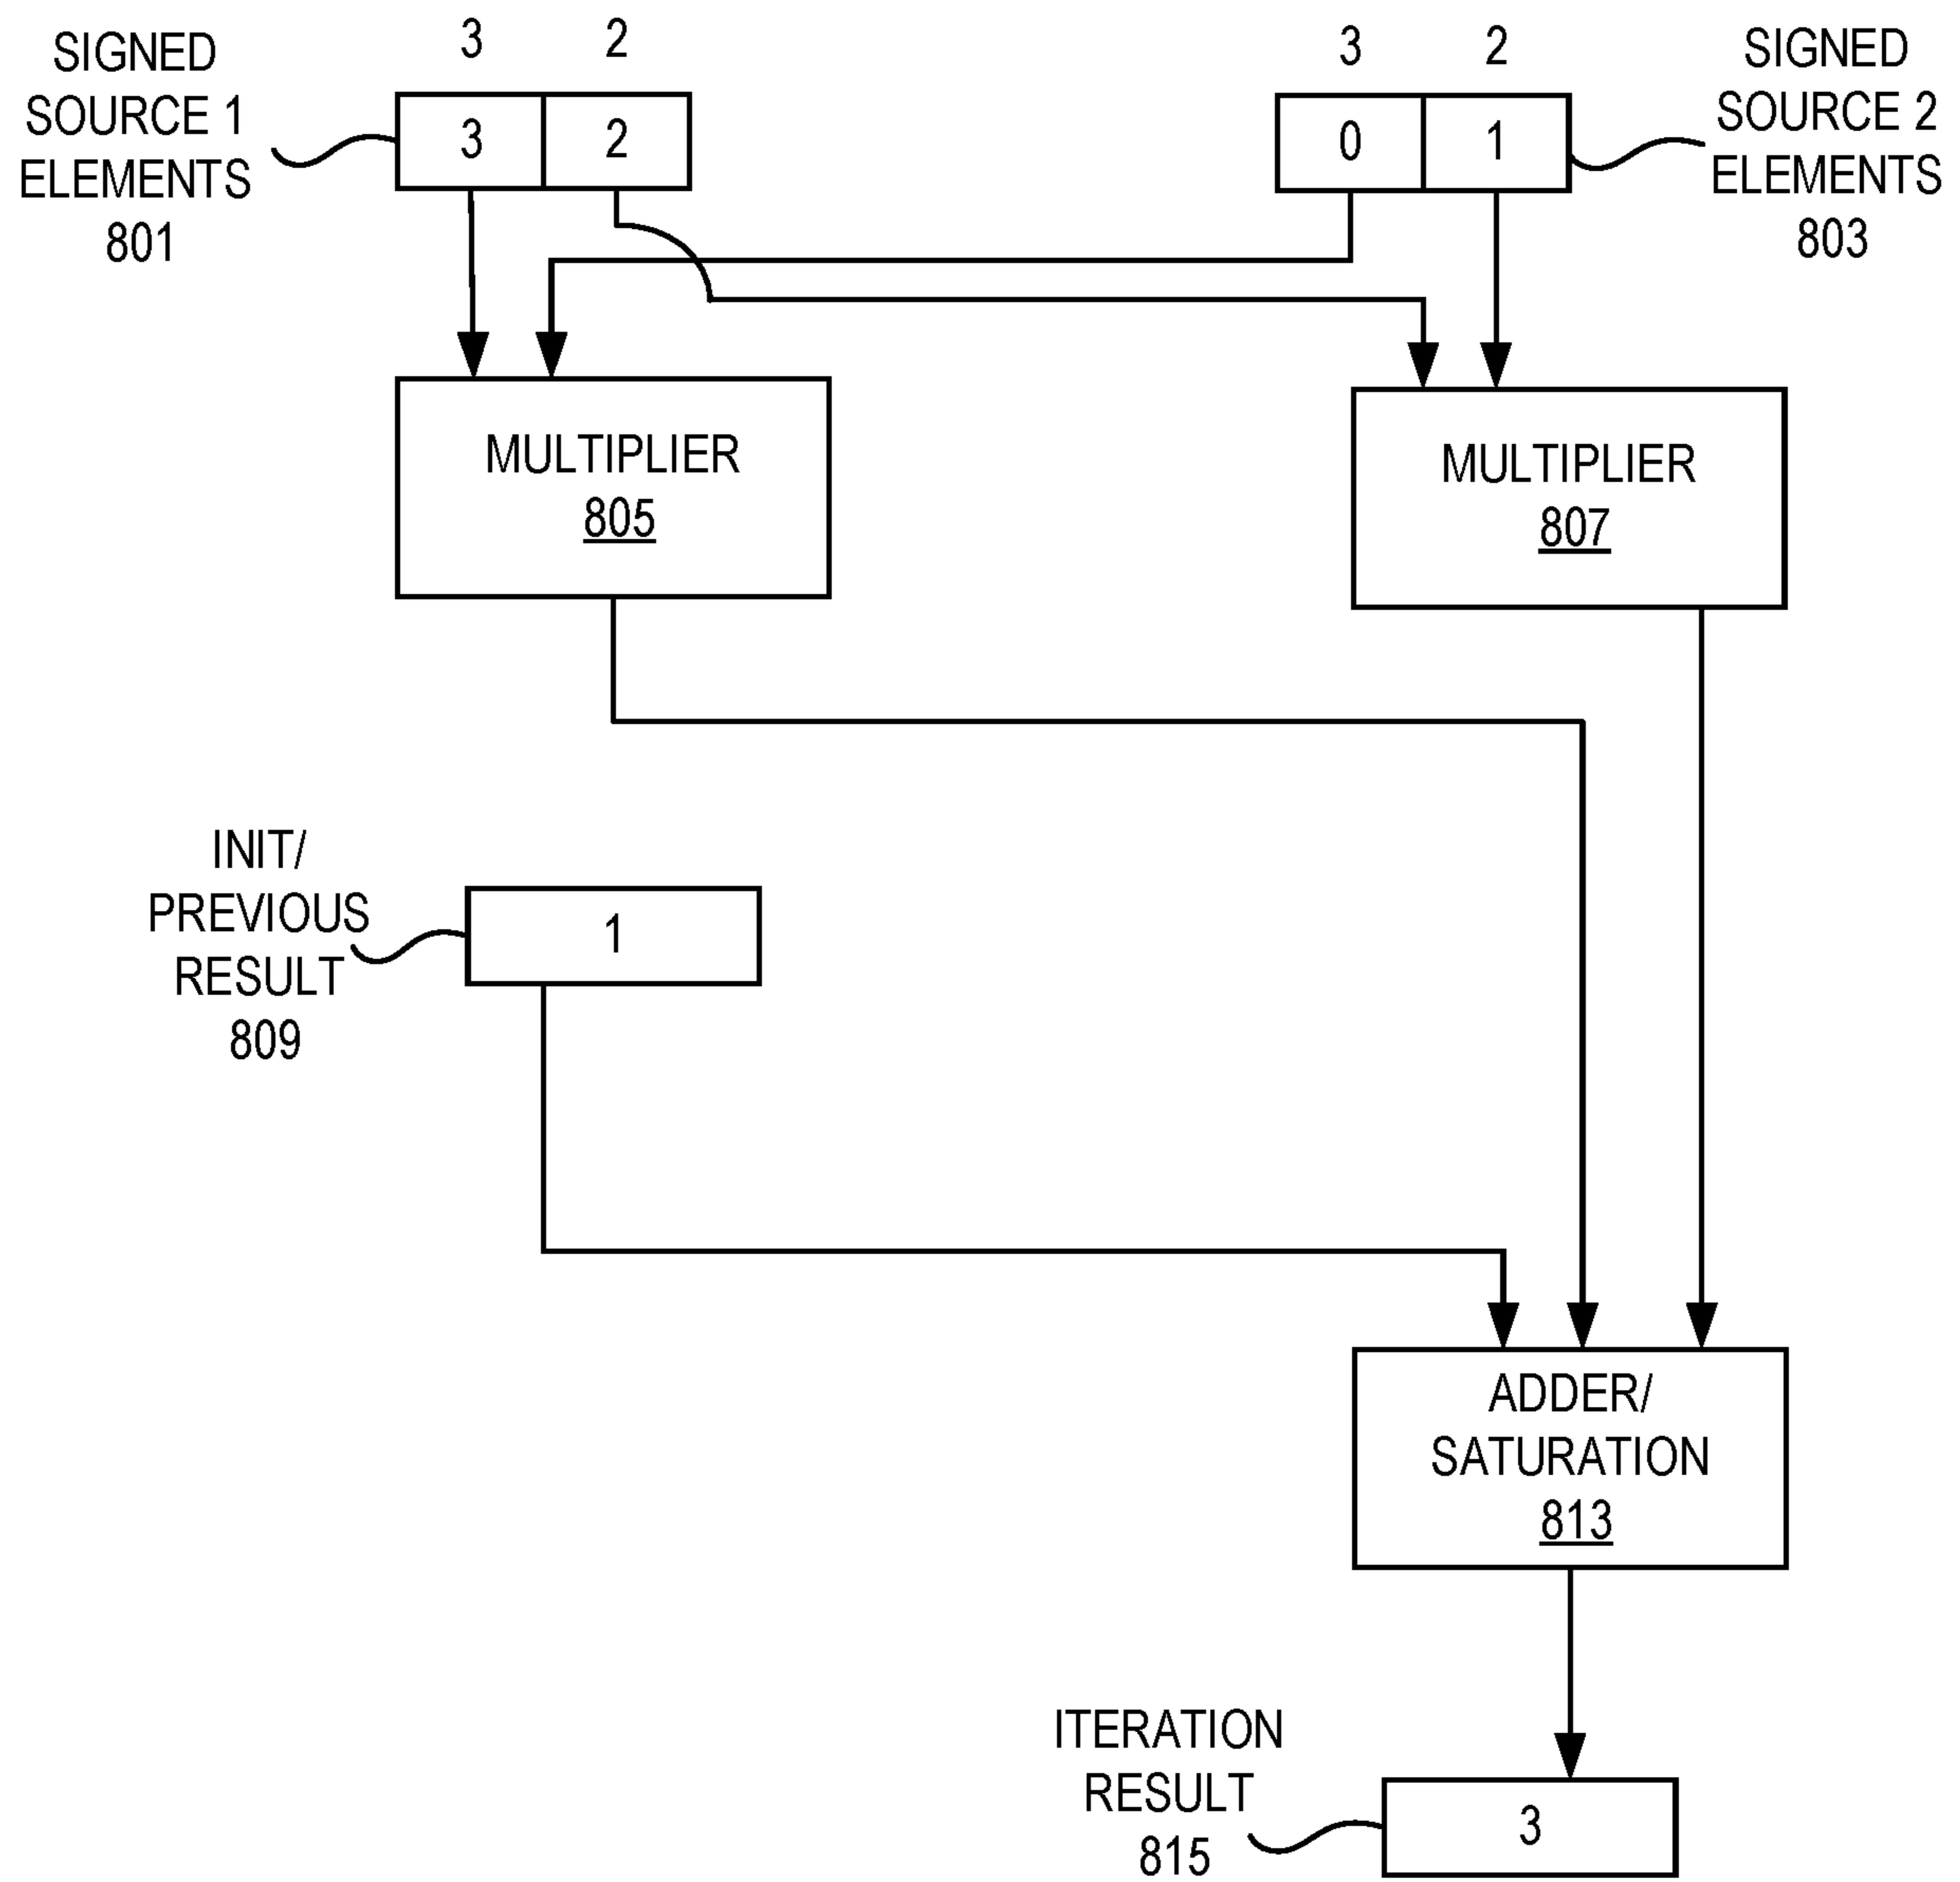 SIGNED
SOURCE 1
ELEMENTS
801
3 2
3 2
3 2
0 1
SIGNED
SOURCE 2
ELEMENTS
803
MULTIPLIER
805
MULTIPLIER
807
INIT/
PREVIOUS
RESULT
809
1
ADDER/
SATURATION
813
ITERATION
RESULT
815
3